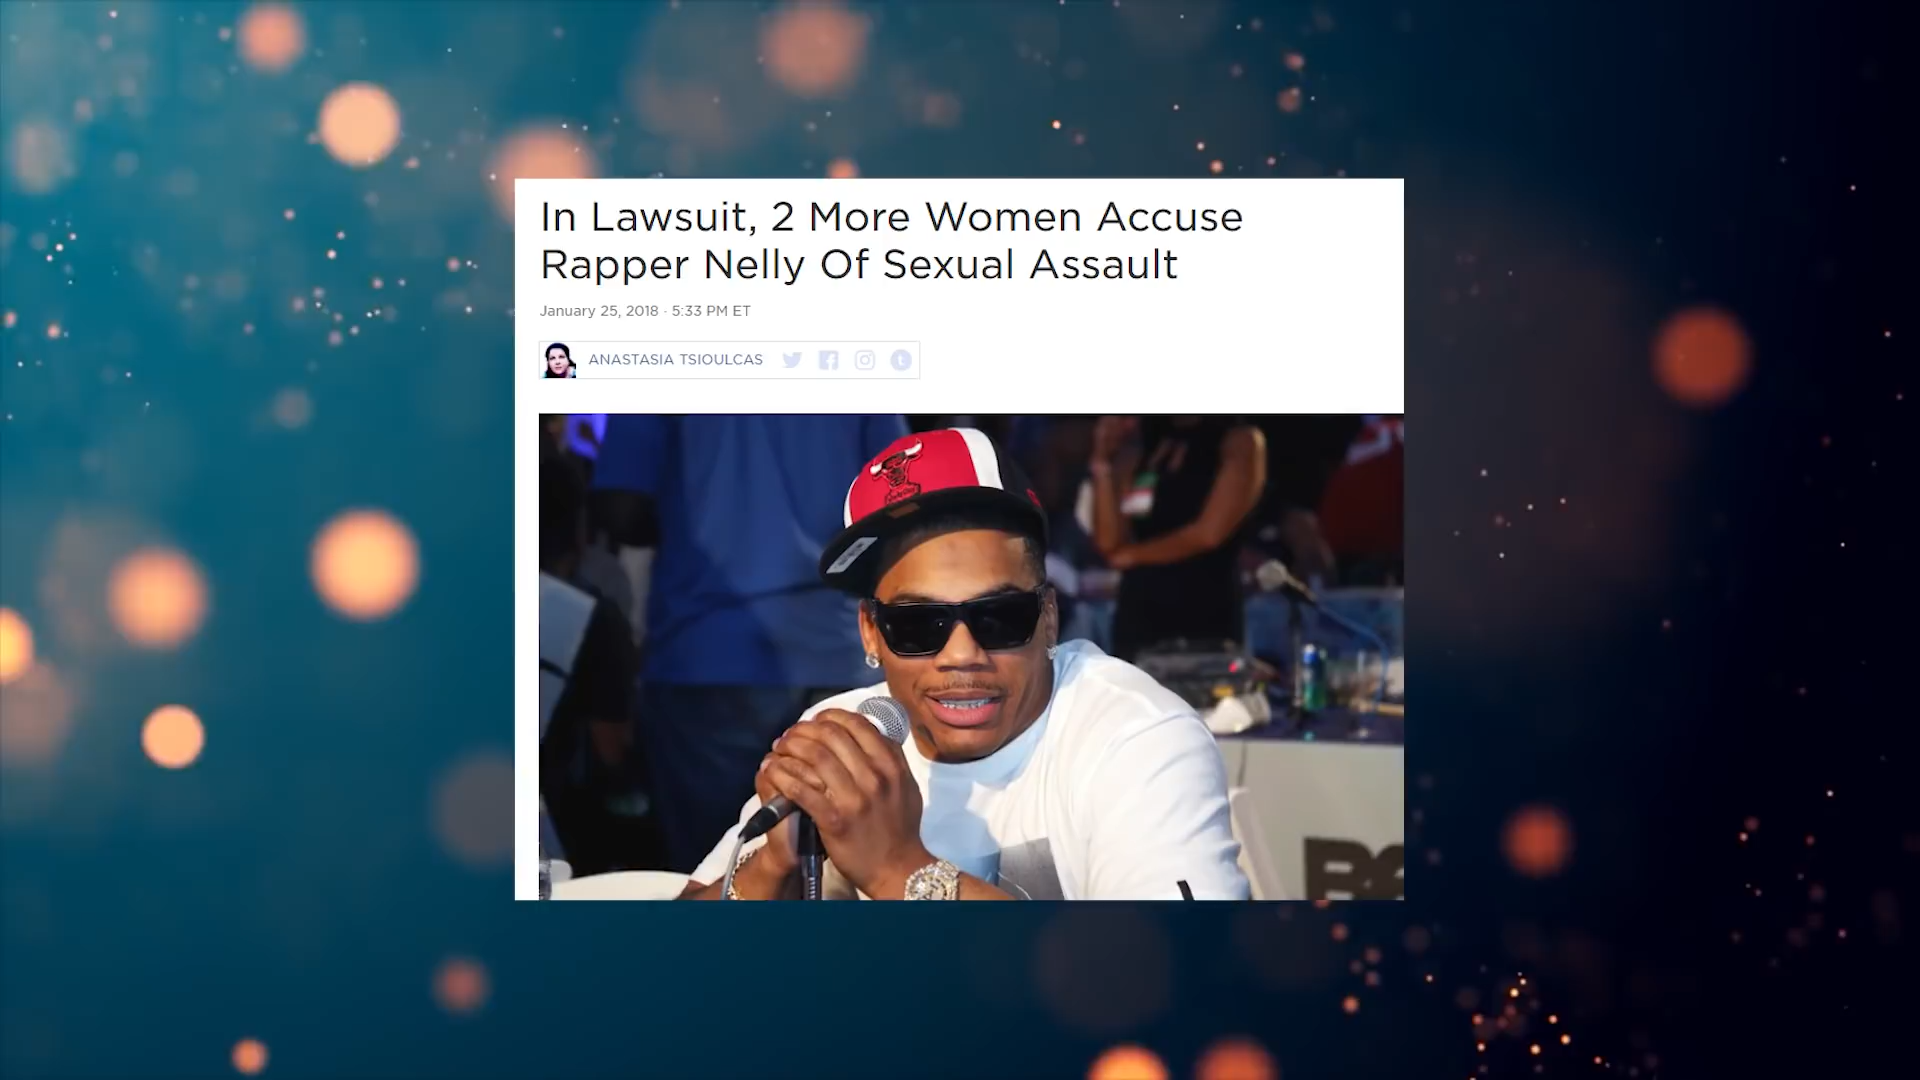 In Lawsuit, 2 More Women Accuse
Rapper Nelly Of Sexual Assault
January 25, 2018 · 5:33 PM ET
ANASTASIA TSIOULCAS